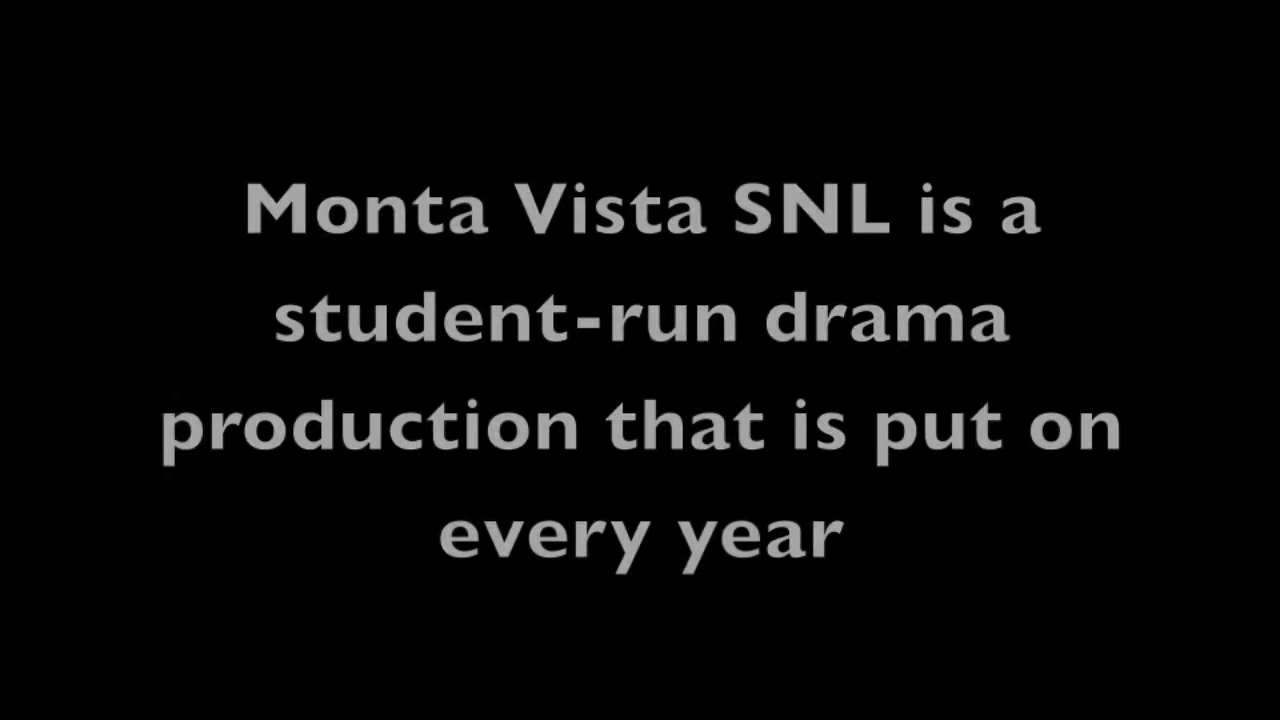 Monta Vista SNL is a
student-run drama
production that is put on
every year